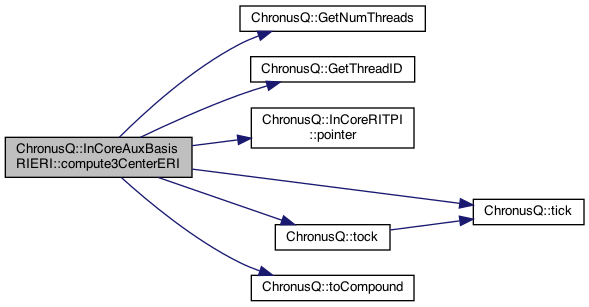 ChronusQ::GetNumThreads
ChronusQ::GetThreadID
ChronusQ::InCoreRITPI
::pointer
ChronusQ::InCoreAuxBasis
RIERI::compute3CenterERI
ChronusQ::tick
ChronusQ::tock
ChronusQ::toCompound